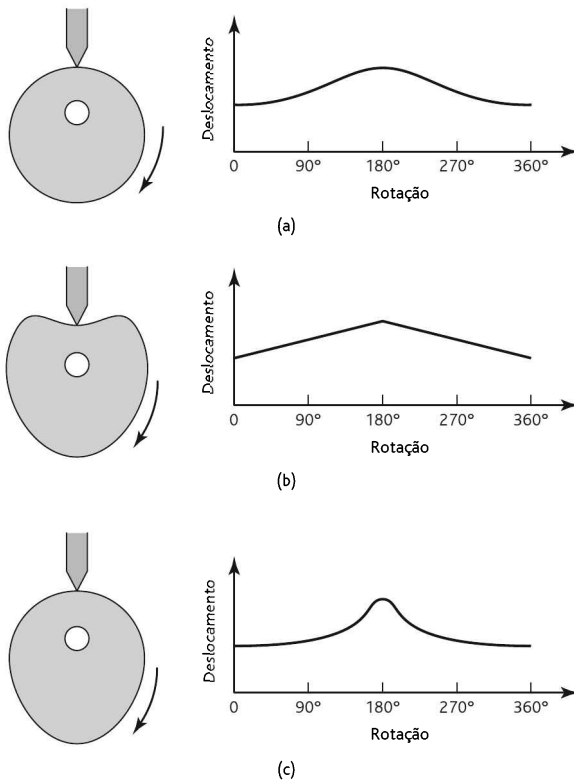 Deslocamento
0 90° 180° 270° 360°
Rotação
(a)
Deslocamento
0 90° 180° 270° 360°
Rotação
(b)
Deslocamento
0 90° 180° 270° 360°
Rotação
(c)